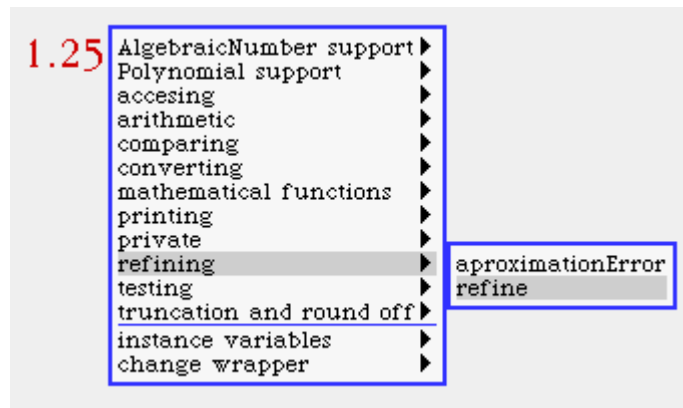 1.25
AlgebraicNumber support
Polynomial support
accesing
arithmetic
comparing
converting
mathematical functions
printing
private
refining
testing
truncation and round off
instance variables
change wrapper
aproximationError
refine